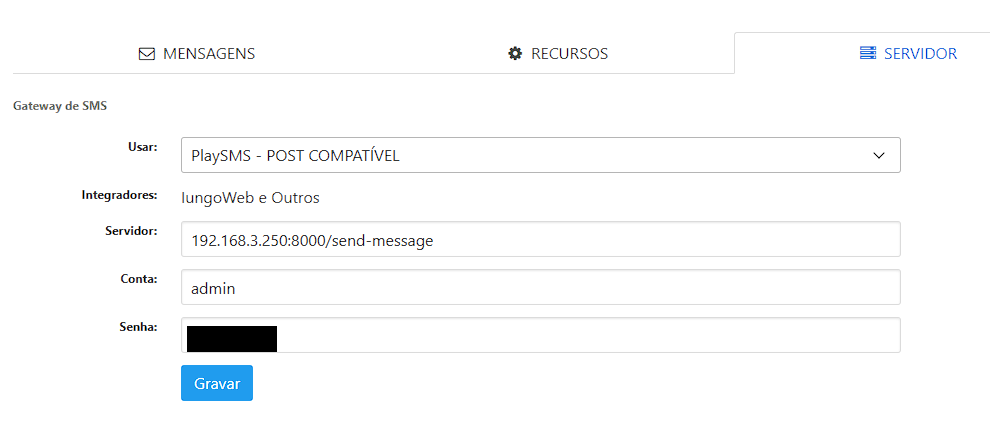 MENSAGENS
RECURSOS
SERVIDOR
Gateway de SMS
Usar:
PlaySMS - POST COMPATÍVEL
Integradores:
IungoWeb e Outros
Servidor:
192.168.3.250:8000/send-message
Conta:
admin
Senha:
Gravar